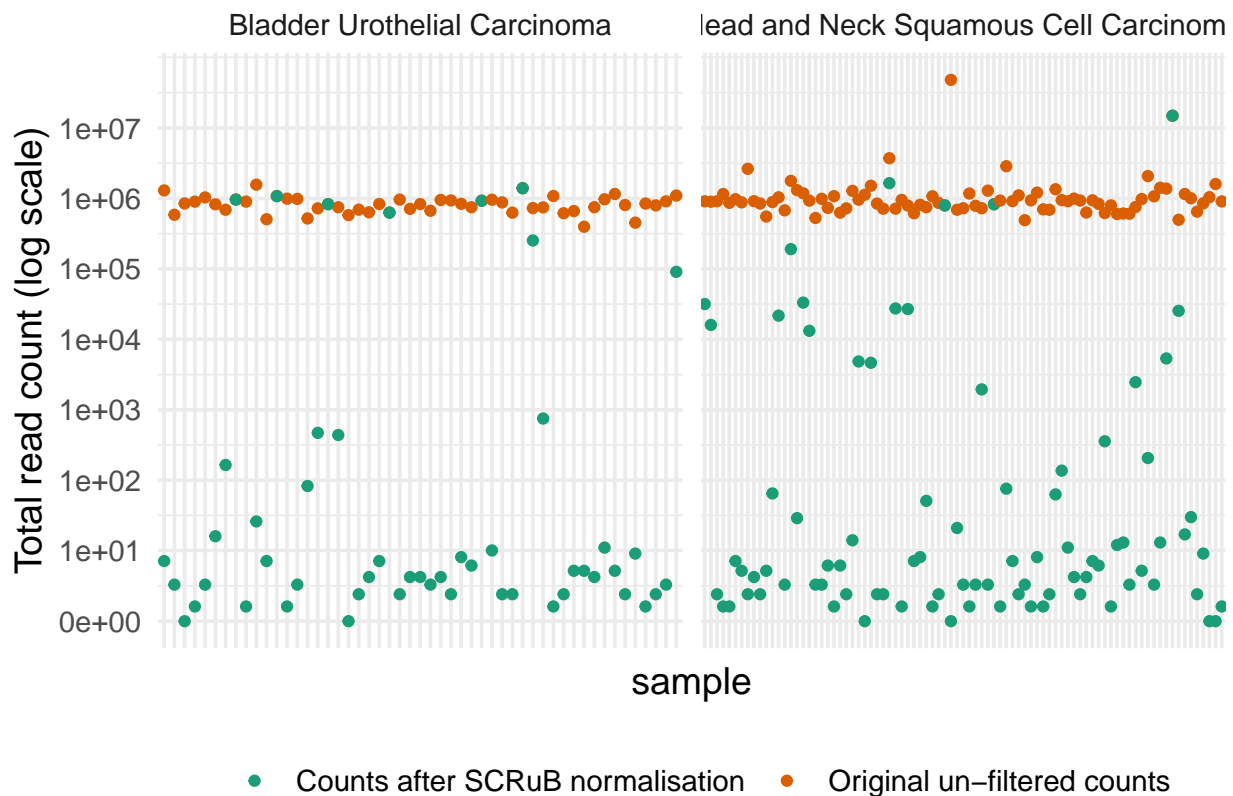 Bladder Urothelial Carcinoma
lead and Neck Squamous Cell Carcinom
Total read count (log scale)
1e+07
1e+06
1e+05
1e+04
1e+03
1e+02
1e+01
0e+00
sample
Counts after SCRuB normalisation
Original un−filtered counts